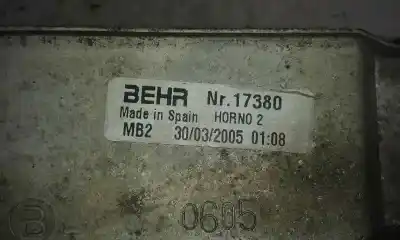 BEHR Nr.17380
Made in Spain HORNO 2
MB2 30/03/2005 01:08
B 0605